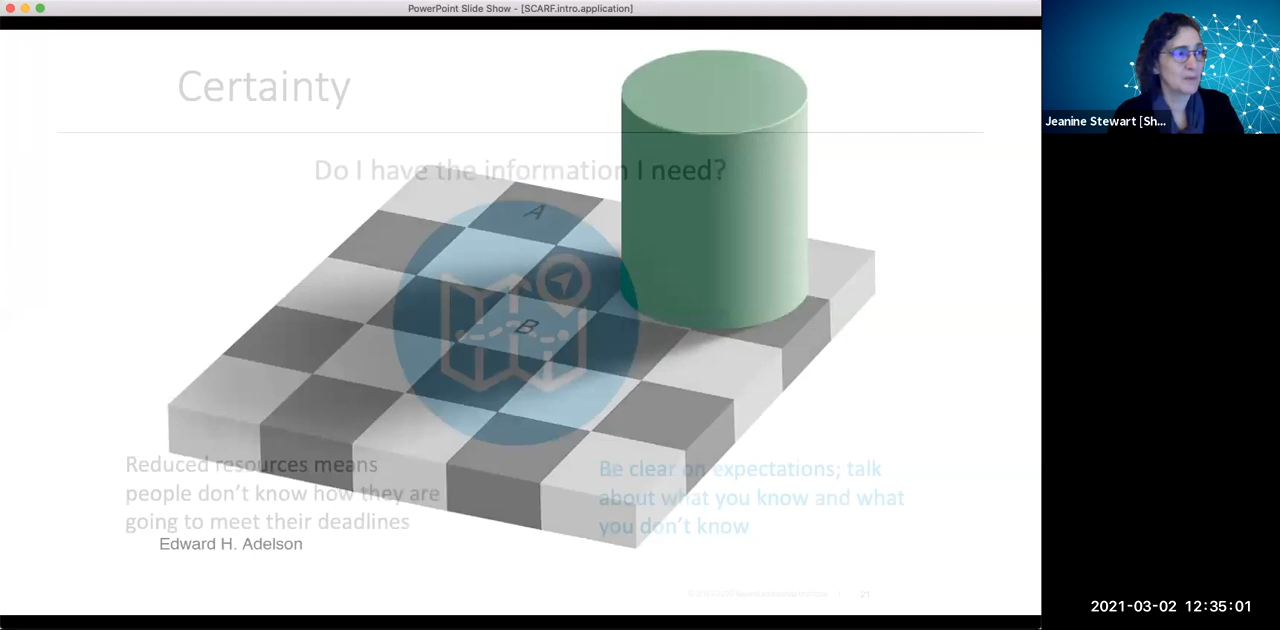 PowerPoint Slide Show - [SCARF.intro.application]
Certainty
Do I have the information I need?
A
B
Reduced resources means
people don't know how they are
going to meet their deadlines
Be clear on expectations; talk
about what you know and what
you don't know
Edward H. Adelson
21
Jeanine Stewart [Sh...
2021-03-02 12:35:01